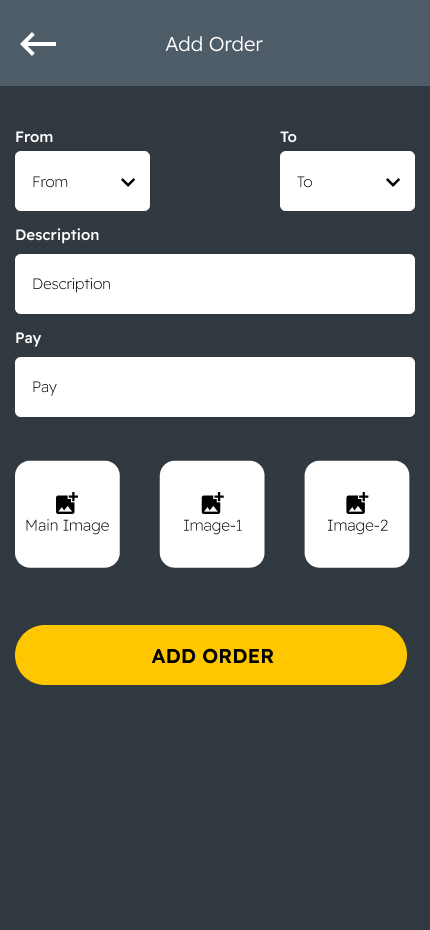 Add Order
From To
From To
Description
Description
Pay
Pay
Main Image Image-1 Image-2
ADD ORDER